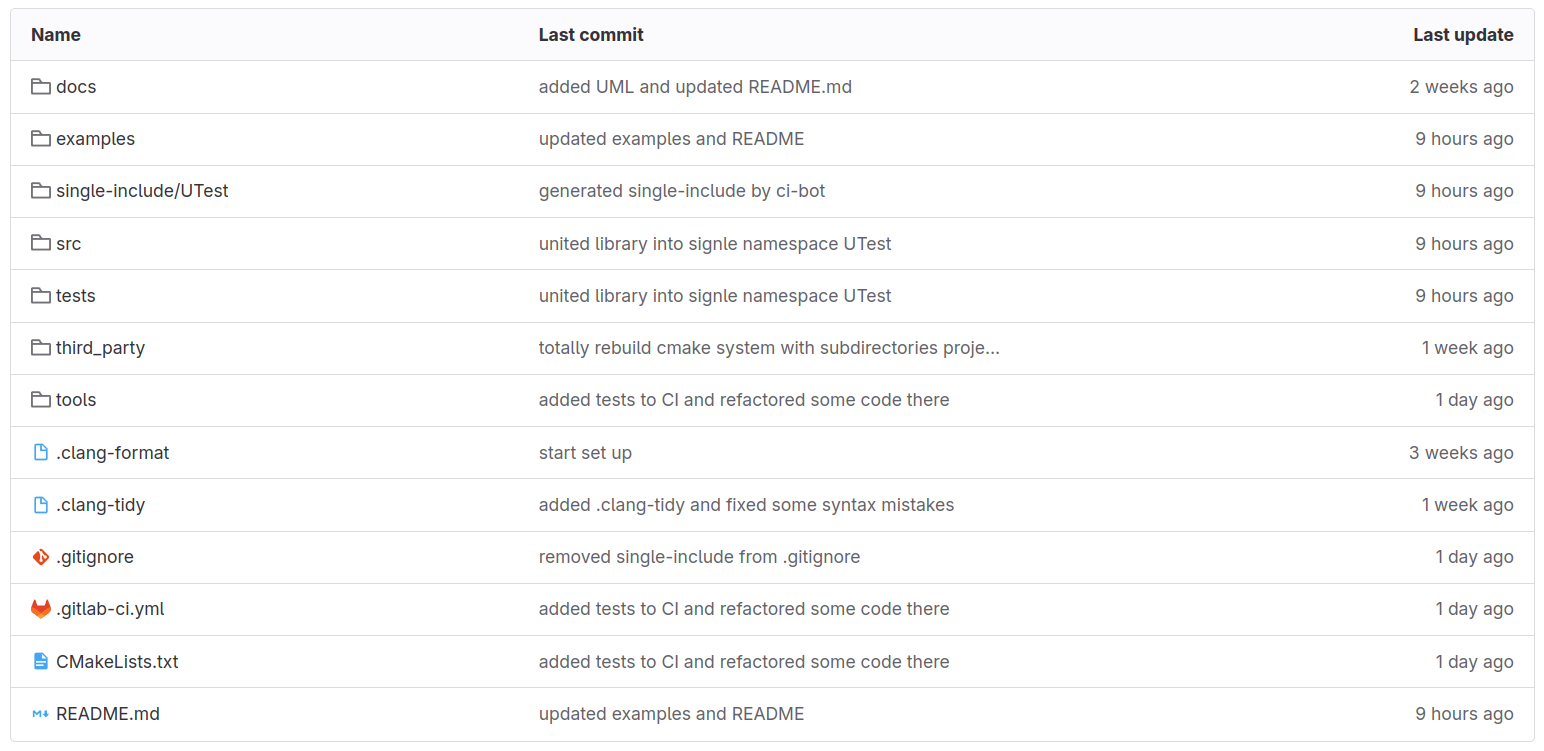 Name Last commit Last update
docs added UML and updated README.md 2 weeks ago
examples updated examples and README 9 hours ago
single-include/UTest generated single-include by ci-bot 9 hours ago
src united library into signle namespace UTest 9 hours ago
tests united library into signle namespace UTest 9 hours ago
third_party totally rebuild cmake system with subdirectories proje... 1 week ago
tools added tests to CI and refactored some code there 1 day ago
.clang-format start set up 3 weeks ago
.clang-tidy added .clang-tidy and fixed some syntax mistakes 1 week ago
.gitignore removed single-include from .gitignore 1 day ago
.gitlab-ci.yml added tests to CI and refactored some code there 1 day ago
CMakeLists.txt added tests to CI and refactored some code there 1 day ago
README.md updated examples and README 9 hours ago